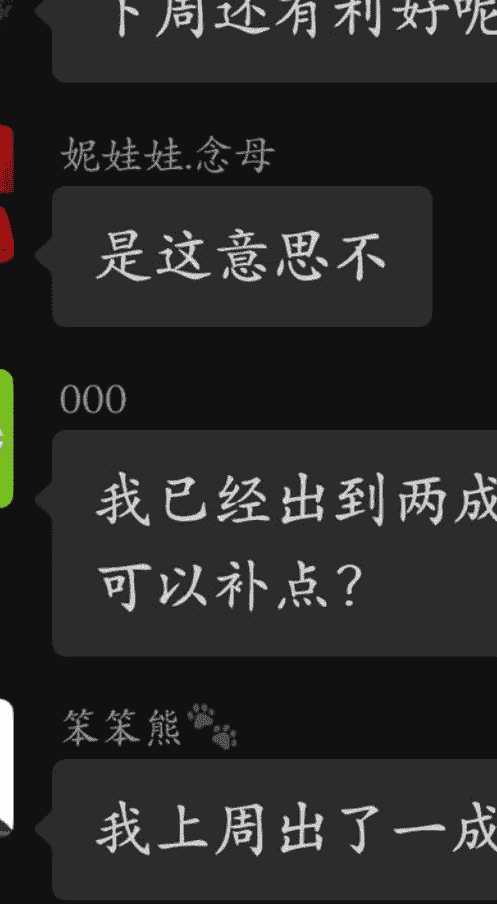 下周还有利好呢
妮娃娃.念母
是这意思不
000
我已经出到两成
可以补点？
笨笨熊🐾
我上周出了一成